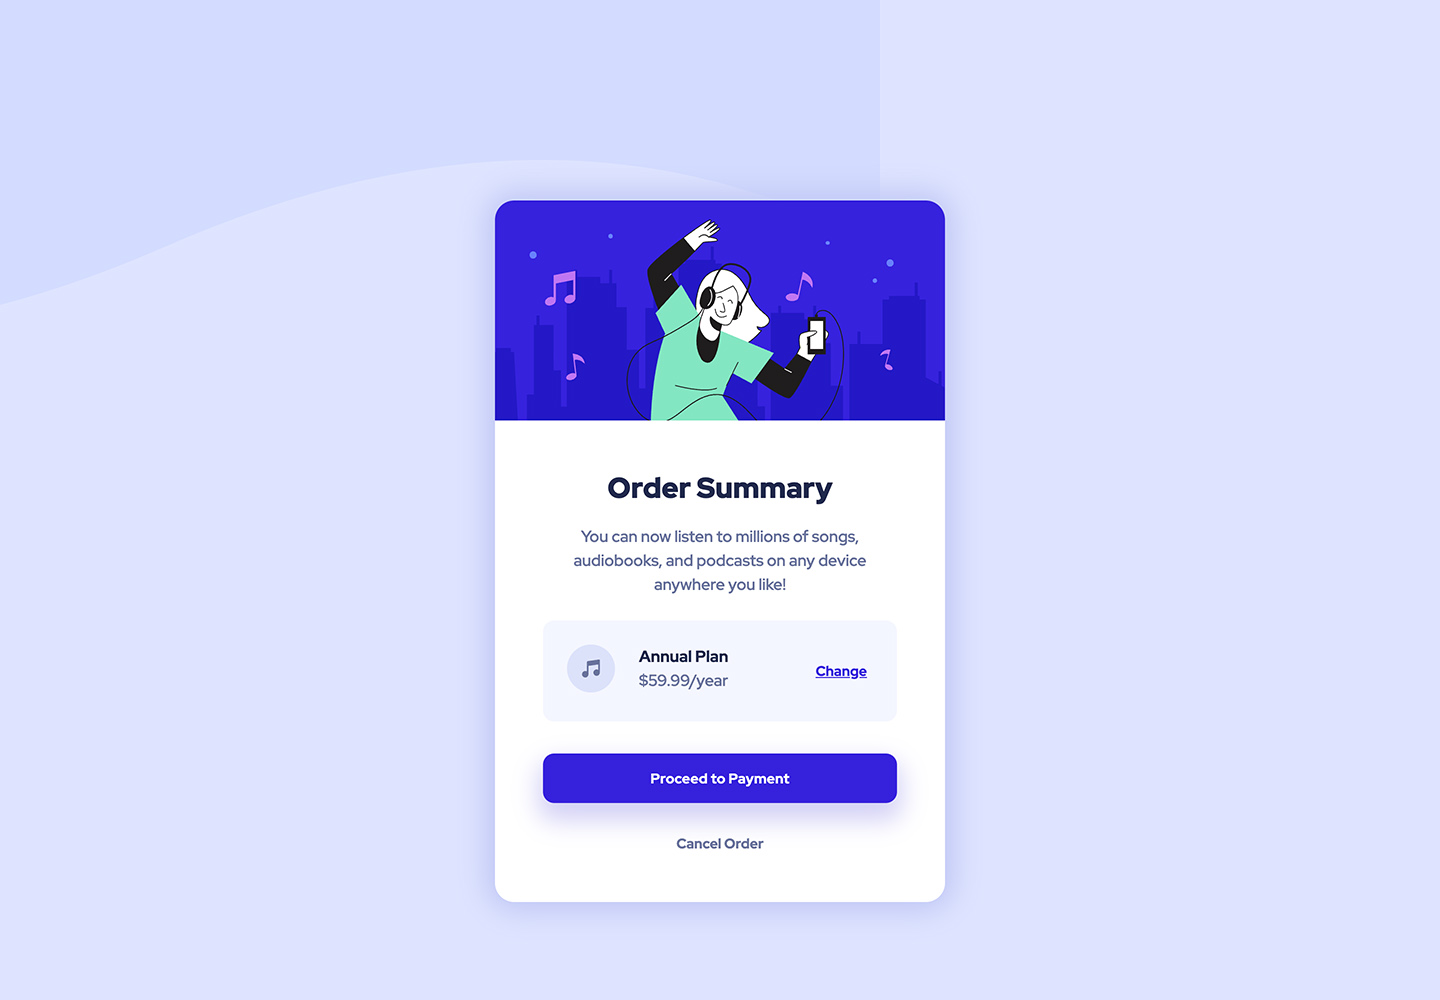 Order Summary
You can now listen to millions of songs,
audiobooks, and podcasts on any device
anywhere you like!
Annual Plan
$59.99/year
Change
Proceed to Payment
Cancel Order